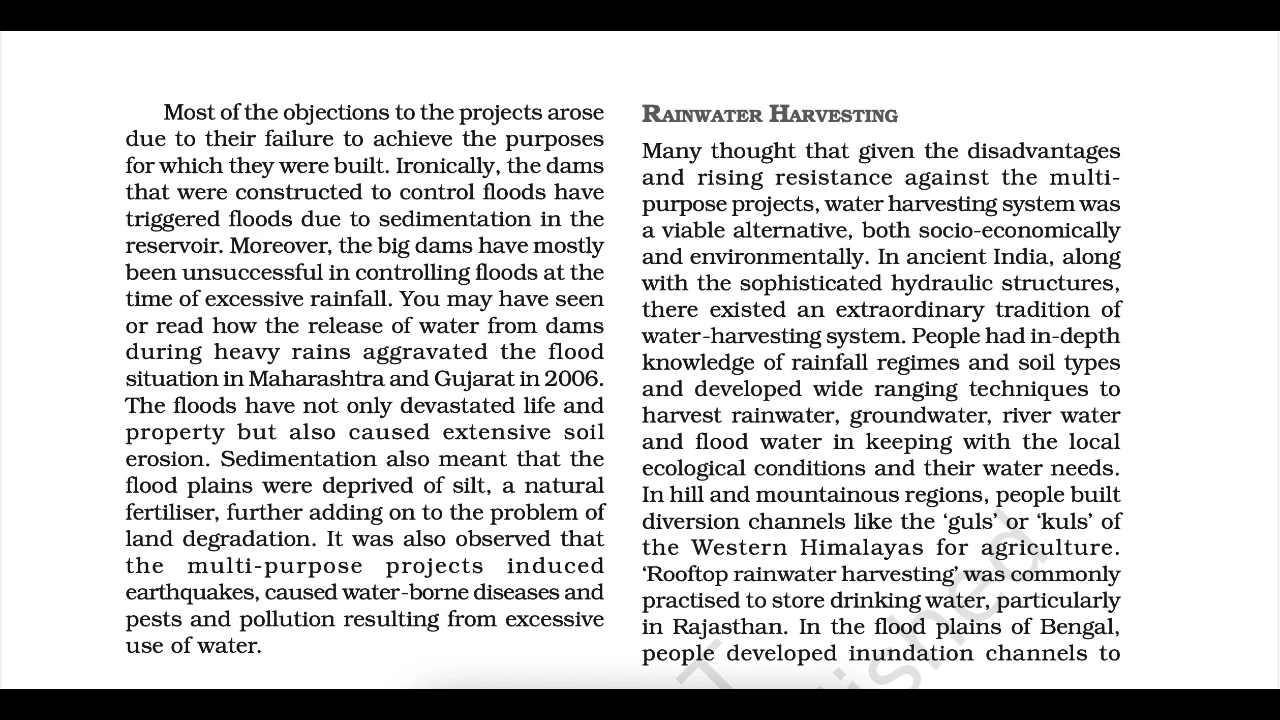 Most of the objections to the projects arose
due to their failure to achieve the purposes
for which they were built. Ironically, the dams
that were constructed to control floods have
triggered floods due to sedimentation in the
reservoir. Moreover, the big dams have mostly
been unsuccessful in controlling floods at the
time of excessive rainfall. You may have seen
or read how the release of water from dams
during heavy rains aggravated the flood
situation in Maharashtra and Gujarat in 2006.
The floods have not only devastated life and
property but also caused extensive soil
erosion. Sedimentation also meant that the
flood plains were deprived of silt, a natural
fertiliser, further adding on to the problem of
land degradation. It was also observed that
the multi-purpose projects induced
earthquakes, caused water-borne diseases and
pests and pollution resulting from excessive
use of water.
RAINWATER HARVESTING
Many thought that given the disadvantages
and rising resistance against the multi-
purpose projects, water harvesting system was
a viable alternative, both socio-economically
and environmentally. In ancient India, along
with the sophisticated hydraulic structures,
there existed an extraordinary tradition of
water-harvesting system. People had in-depth
knowledge of rainfall regimes and soil types
and developed wide ranging techniques to
harvest rainwater, groundwater, river water
and flood water in keeping with the local
ecological conditions and their water needs.
In hill and mountainous regions, people built
diversion channels like the ‘guls’ or ‘kuls’ of
the Western Himalayas for agriculture.
‘Rooftop rainwater harvesting’ was commonly
practised to store drinking water, particularly
in Rajasthan. In the flood plains of Bengal,
people developed inundation channels to